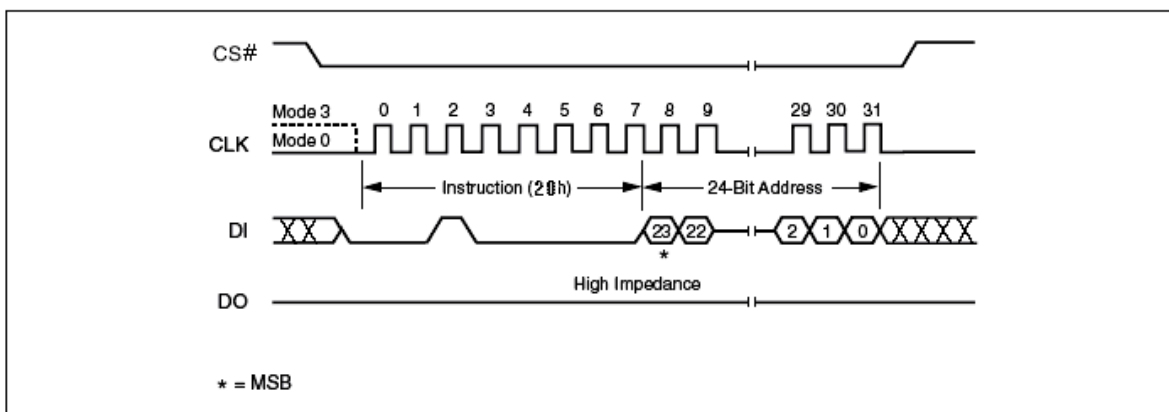 CS#
Mode 3
0 1 2 3 4 5 6 7 8 9 29 30 31
CLK
Mode 0
Instruction (20h)
24-Bit Address
DI
23 22 2 1 0
*
High Impedance
DO
* = MSB